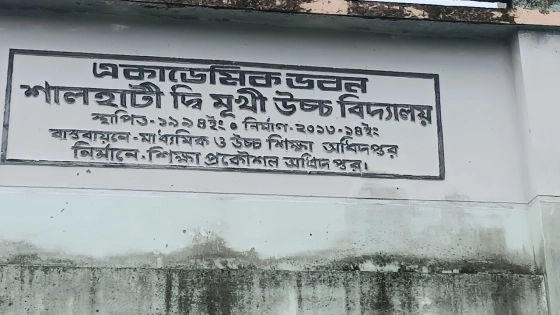 একাডেমিক ভবন
শালহাটী দ্বি মূখী উচ্চ বিদ্যালয়
স্থাপিত-১৯৯৪ইং ● নির্মাণ-২০১৩-১৪ইং
বাস্তবায়নে-মাধ্যমিক ও উচ্চ শিক্ষা অধিদপ্তর
নির্মানে-শিক্ষা প্রকৌশল অধিদপ্তর।